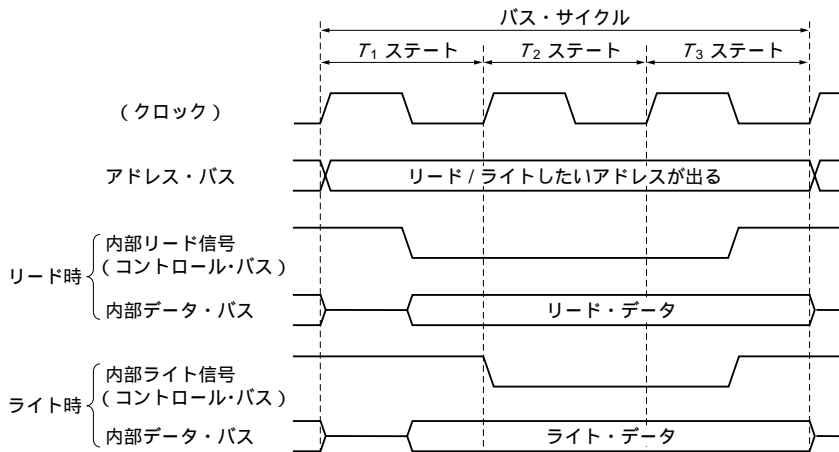 バス・サイクル
T1 ステート
T2 ステート
T3 ステート
(クロック)
アドレス・バス
リード / ライトしたいアドレスが出る
リード時
内部リード信号
(コントロール・バス)
内部データ・バス
リード・データ
ライト時
内部ライト信号
(コントロール・バス)
内部データ・バス
ライト・データ